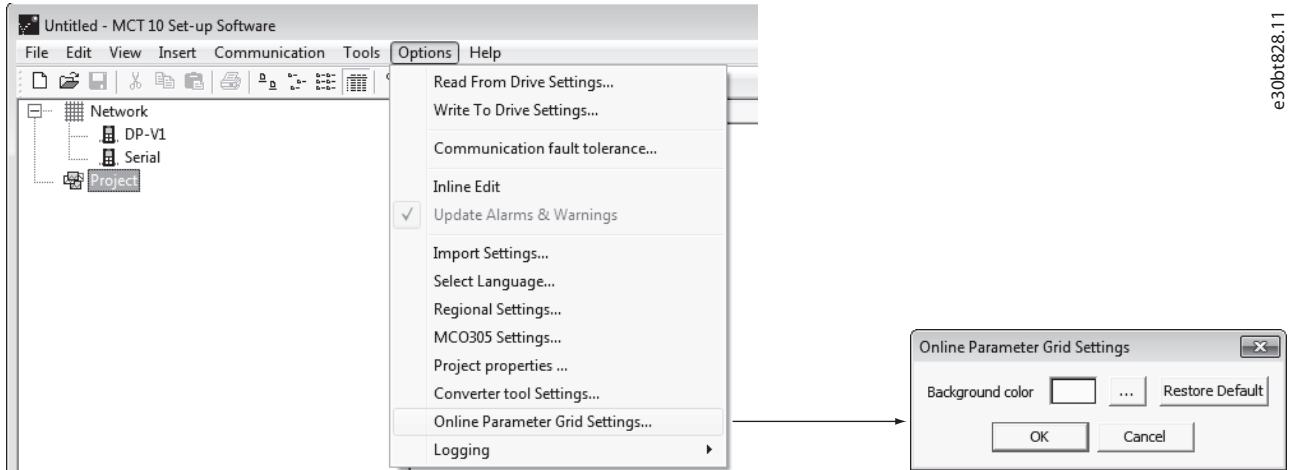 Untitled - MCT 10 Set-up Software
File Edit View Insert Communication Tools Options Help
Network
DP-V1
Serial
Project
Read From Drive Settings...
Write To Drive Settings...
Communication fault tolerance...
Inline Edit
Update Alarms & Warnings
Import Settings...
Select Language...
Regional Settings...
MCO305 Settings...
Project properties ...
Converter tool Settings...
Online Parameter Grid Settings...
Logging
Online Parameter Grid Settings
Background color ... Restore Default
OK Cancel
e30bt828.11